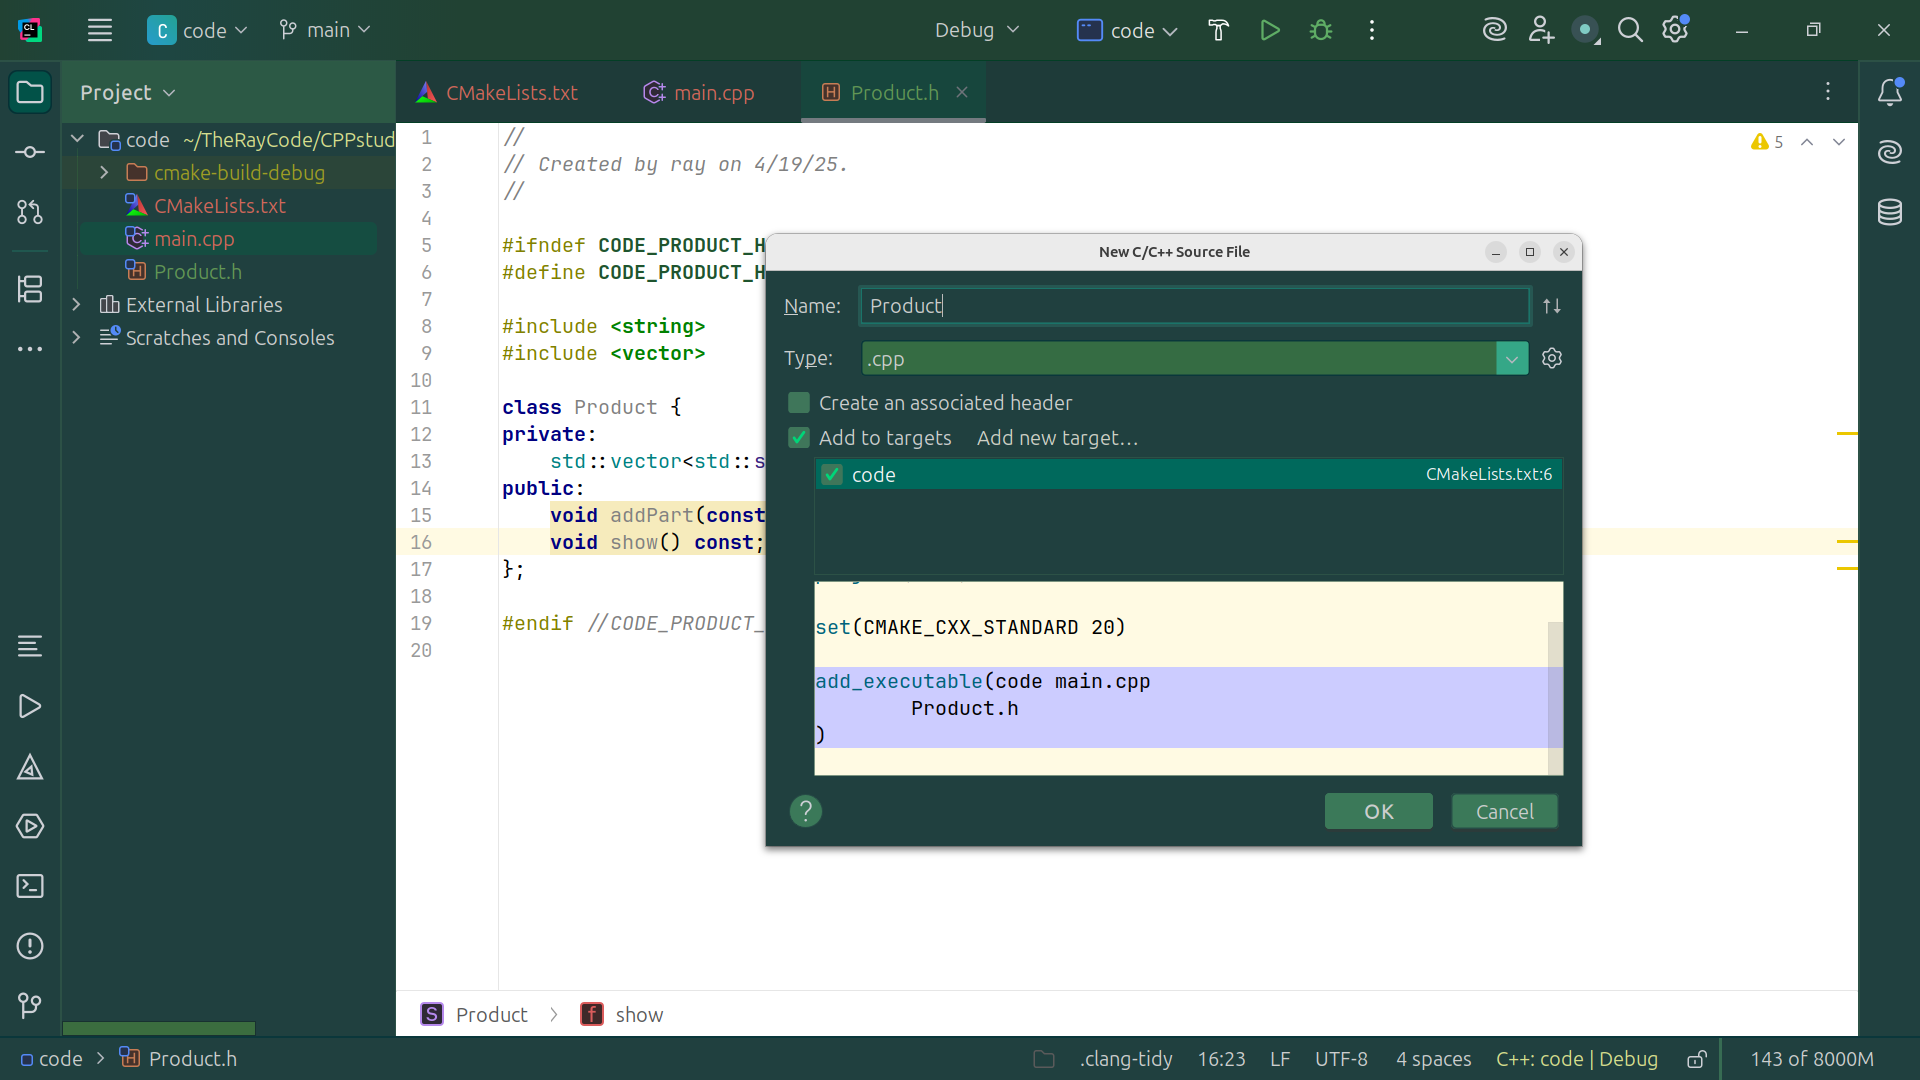 CL
C code main Debug code
Project
CMakeLists.txt main.cpp H Product.h
code ~/TheRayCode/CPPstud
cmake-build-debug
CMakeLists.txt
main.cpp
Product.h
External Libraries
Scratches and Consoles
5
1 //
2 // Created by ray on 4/19/25.
3 //
4
5 #ifndef CODE_PRODUCT_H
6 #define CODE_PRODUCT_H
7
8 #include <string>
9 #include <vector>
10
11 class Product {
12 private:
13 std::vector<std::s
14 public:
15 void addPart(const
16 void show() const;
17 };
18
19 #endif //CODE_PRODUCT_
20
New C/C++ Source File
Name: Product
Type: .cpp
Create an associated header
Add to targets Add new target...
code CMakeLists.txt:6
set(CMAKE_CXX_STANDARD 20)
add_executable(code main.cpp
Product.h
)
? OK Cancel
S Product f show
code Product.h .clang-tidy 16:23 LF UTF-8 4 spaces C++: code | Debug 143 of 8000M